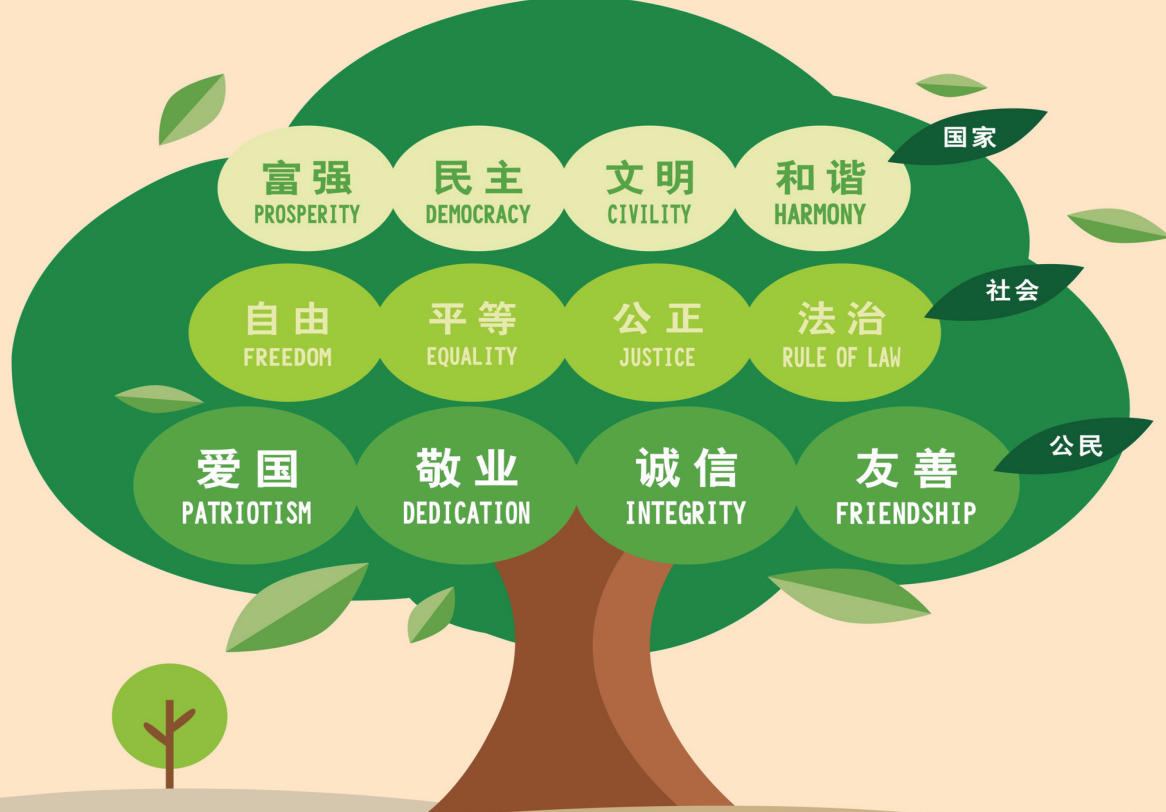 国家
富强 民主 文明 和谐
PROSPERITY DEMOCRACY CIVILITY HARMONY
社会
自由 平等 公正 法治
FREEDOM EQUALITY JUSTICE RULE OF LAW
公民
爱国 敬业 诚信 友善
PATRIOTISM DEDICATION INTEGRITY FRIENDSHIP